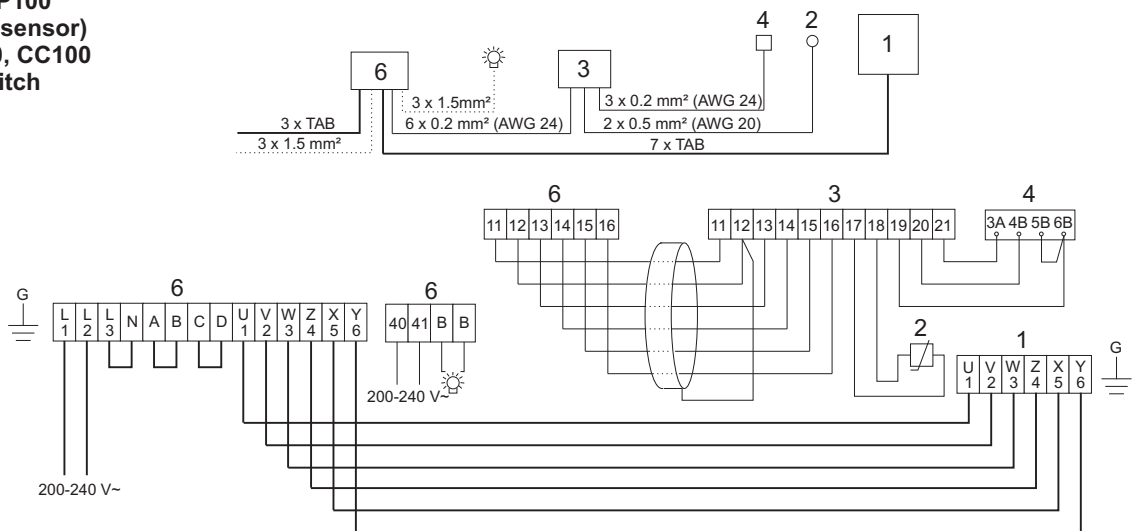 P100
sensor)
, CC100
itch
4 2
1
6 3
3 x 1.5mm²
3 x 0.2 mm² (AWG 24)
3 x TAB
6 x 0.2 mm² (AWG 24)
2 x 0.5 mm² (AWG 20)
3 x 1.5 mm²
7 x TAB
6 3 4
11 12 13 14 15 16
11 12 13 14 15 16 17 18 19 20 21
3A 4B 5B 6B
6 6
G
L1 L2 L3 N A B C D U1 V2 W3 Z4 X5 Y6
40 41 B B
2
1
G
U1 V2 W3 Z4 X5 Y6
200-240 V~
200-240 V~